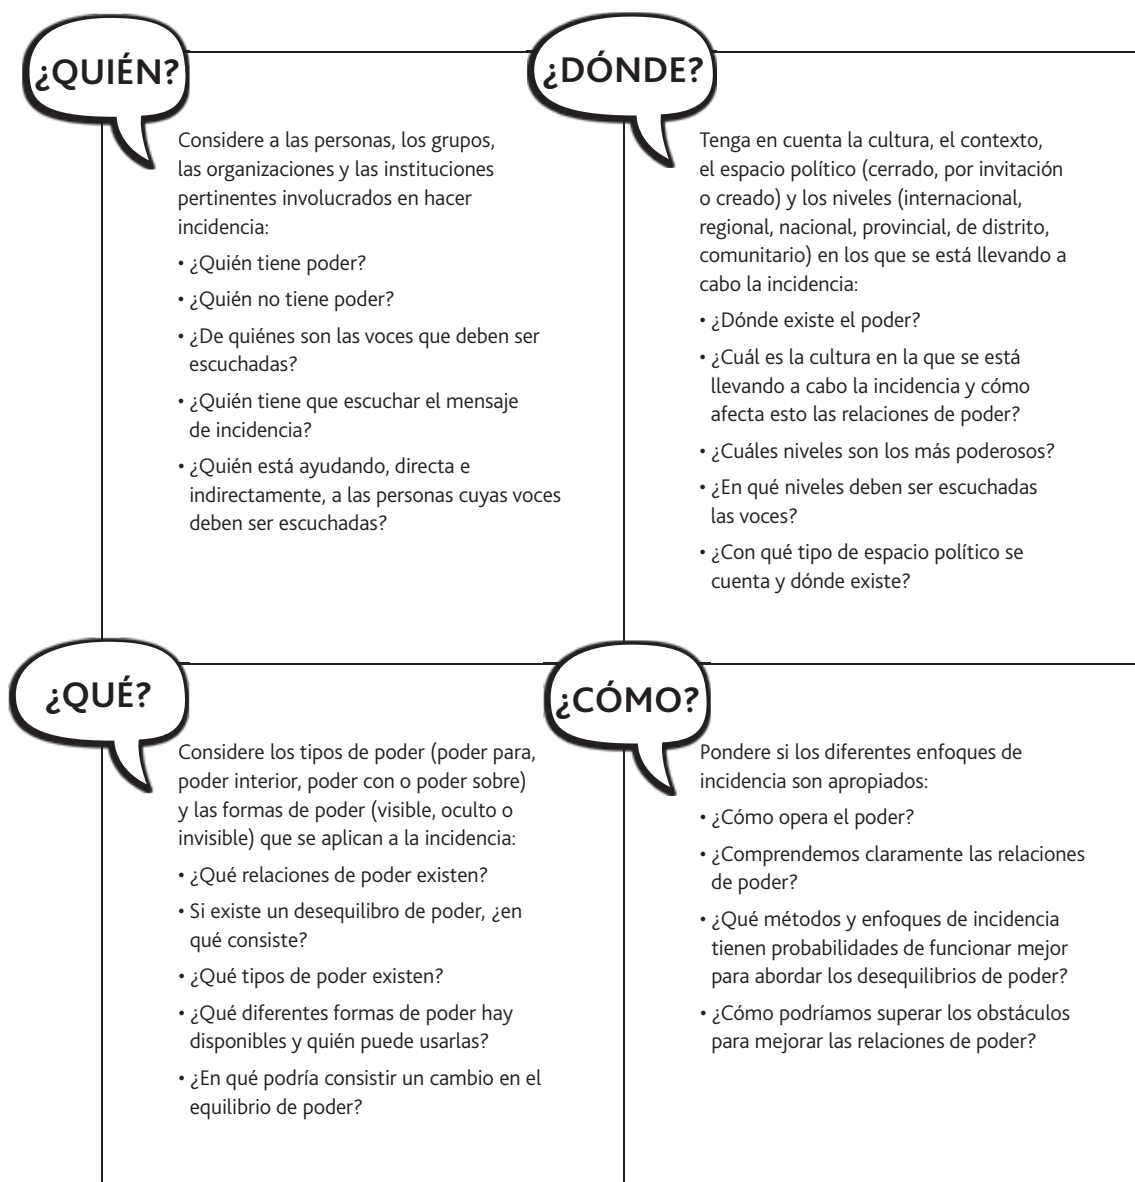 ¿QUIÉN?
Considere a las personas, los grupos,
las organizaciones y las instituciones
pertinentes involucrados en hacer
incidencia:
• ¿Quién tiene poder?
• ¿Quién no tiene poder?
• ¿De quiénes son las voces que deben ser
escuchadas?
• ¿Quién tiene que escuchar el mensaje
de incidencia?
• ¿Quién está ayudando, directa e
indirectamente, a las personas cuyas voces
deben ser escuchadas?
¿DÓNDE?
Tenga en cuenta la cultura, el contexto,
el espacio político (cerrado, por invitación
o creado) y los niveles (internacional,
regional, nacional, provincial, de distrito,
comunitario) en los que se está llevando a
cabo la incidencia:
• ¿Dónde existe el poder?
• ¿Cuál es la cultura en la que se está
llevando a cabo la incidencia y cómo
afecta esto las relaciones de poder?
• ¿Cuáles niveles son los más poderosos?
• ¿En qué niveles deben ser escuchadas
las voces?
• ¿Con qué tipo de espacio político se
cuenta y dónde existe?
¿QUÉ?
Considere los tipos de poder (poder para,
poder interior, poder con o poder sobre)
y las formas de poder (visible, oculto o
invisible) que se aplican a la incidencia:
• ¿Qué relaciones de poder existen?
• Si existe un desequilibro de poder, ¿en
qué consiste?
• ¿Qué tipos de poder existen?
• ¿Qué diferentes formas de poder hay
disponibles y quién puede usarlas?
• ¿En qué podría consistir un cambio en el
equilibrio de poder?
¿CÓMO?
Pondere si los diferentes enfoques de
incidencia son apropiados:
• ¿Cómo opera el poder?
• ¿Comprendemos claramente las relaciones
de poder?
• ¿Qué métodos y enfoques de incidencia
tienen probabilidades de funcionar mejor
para abordar los desequilibrios de poder?
• ¿Cómo podríamos superar los obstáculos
para mejorar las relaciones de poder?